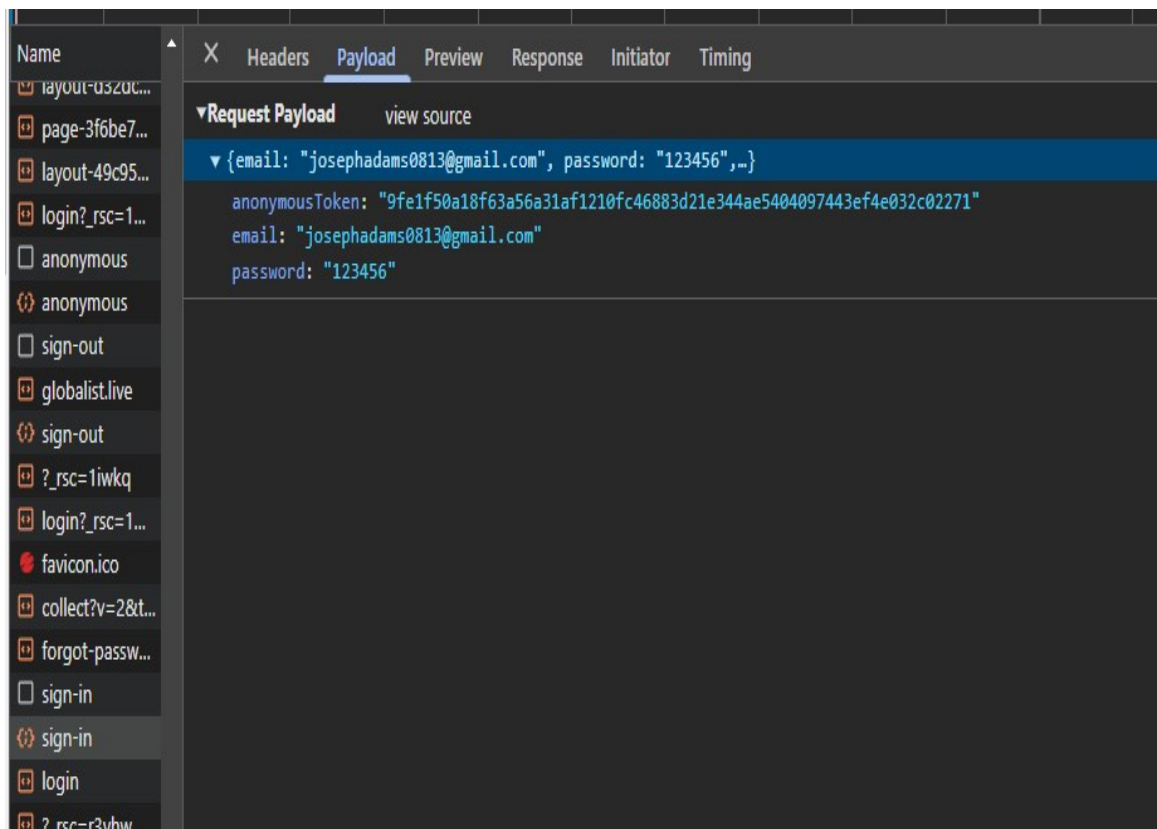 Name
Headers Payload Preview Response Initiator Timing
layout-d32dc...
page-3f6be7...
layout-49c95...
login?_rsc=1...
anonymous
anonymous
sign-out
globalist.live
sign-out
?_rsc=1iwkq
login?_rsc=1...
favicon.ico
collect?v=2&t...
forgot-passw...
sign-in
sign-in
login
?_rsc=r3vhw
▼Request Payload view source
▼{email: "josephadams0813@gmail.com", password: "123456",…}
anonymousToken: "9fe1f50a18f63a56a31af1210fc46883d21e344ae5404097443ef4e032c02271"
email: "josephadams0813@gmail.com"
password: "123456"